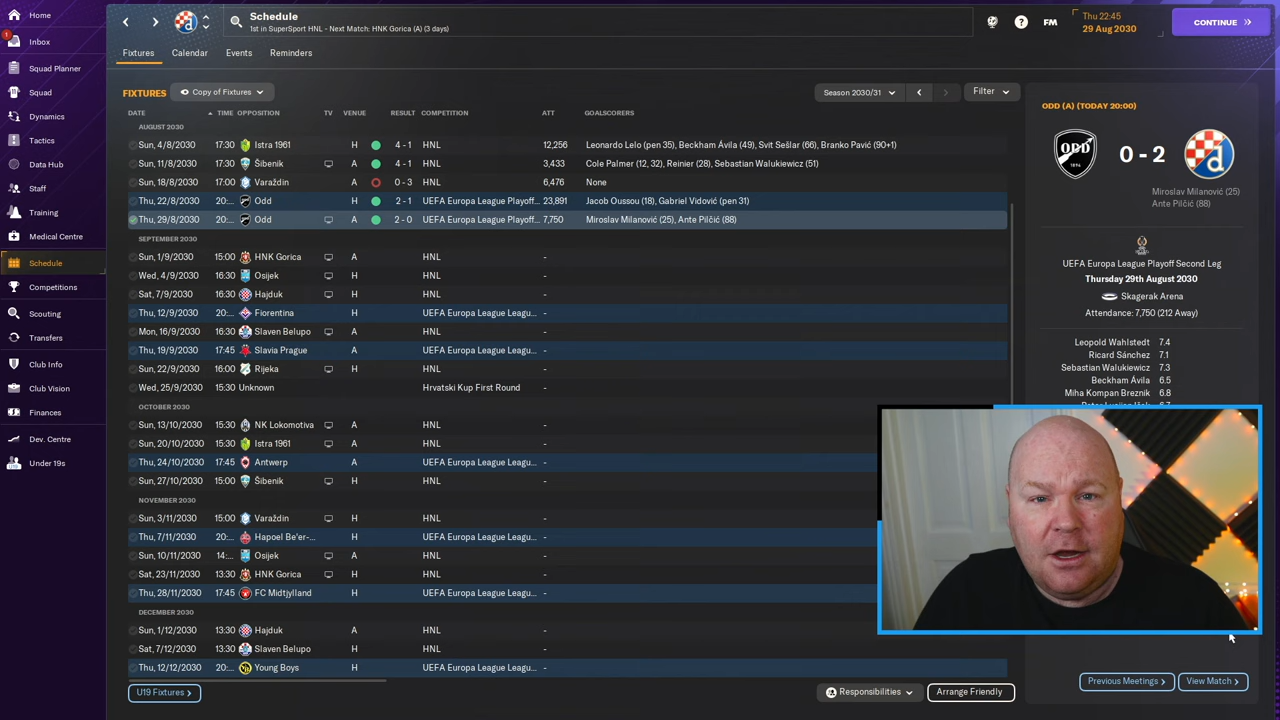 Home
1
Inbox
Squad Planner
Squad
Dynamics
Tactics
Data Hub
Staff
Training
Medical Centre
Schedule
Competitions
Scouting
Transfers
Club Info
Club Vision
Finances
Dev. Centre
Under 19s
Schedule
1st in SuperSport HNL - Next Match: HNK Gorica (A) (3 days)
? FM
Thu 22:45
29 Aug 2030
CONTINUE
Fixtures Calendar Events Reminders
FIXTURES Copy of Fixtures Season 2030/31 Filter
DATE TIME OPPOSITION TV VENUE RESULT COMPETITION ATT GOALSCORERS
AUGUST 2030
Sun, 4/8/2030 17:30 Istra 1961 H 4 - 1 HNL 12,256 Leonardo Lelo (pen 35), Beckham Ávila (49), Svit Sešlar (66), Branko Pavić (90+1)
Sun, 11/8/2030 17:30 Šibenik A 4 - 1 HNL 3,433 Cole Palmer (12, 32), Reinier (28), Sebastian Walukiewicz (51)
Sun, 18/8/2030 17:00 Varaždin A 0 - 3 HNL 6,476 None
Thu, 22/8/2030 20:... Odd H 2 - 1 UEFA Europa League Playoff... 23,891 Jacob Oussou (18), Gabriel Vidović (pen 31)
Thu, 29/8/2030 20:... Odd A 2 - 0 UEFA Europa League Playoff... 7,750 Miroslav Milanović (25), Ante Pilčić (88)
SEPTEMBER 2030
Sun, 1/9/2030 15:00 HNK Gorica A HNL -
Wed, 4/9/2030 16:30 Osijek H HNL -
Sat, 7/9/2030 16:30 Hajduk H HNL -
Thu, 12/9/2030 20:... Fiorentina H UEFA Europa League Leagu... -
Mon, 16/9/2030 16:30 Slaven Belupo A HNL -
Thu, 19/9/2030 17:45 Slavia Prague A UEFA Europa League Leagu... -
Sun, 22/9/2030 16:00 Rijeka H HNL -
Wed, 25/9/2030 15:30 Unknown Hrvatski Kup First Round -
OCTOBER 2030
Sun, 13/10/2030 15:30 NK Lokomotiva A HNL -
Sun, 20/10/2030 15:30 Istra 1961 A HNL -
Thu, 24/10/2030 17:45 Antwerp A UEFA Europa League Leagu... -
Sun, 27/10/2030 15:00 Šibenik H HNL -
NOVEMBER 2030
Sun, 3/11/2030 15:00 Varaždin H HNL -
Thu, 7/11/2030 20:... Hapoel Be'er-... H UEFA Europa League Leagu... -
Sun, 10/11/2030 14:... Osijek A HNL -
Sat, 23/11/2030 13:30 HNK Gorica H HNL -
Thu, 28/11/2030 17:45 FC Midtjylland H UEFA Europa League Leagu... -
DECEMBER 2030
Sun, 1/12/2030 13:30 Hajduk A HNL -
Sat, 7/12/2030 13:30 Slaven Belupo H HNL -
Thu, 12/12/2030 20:... Young Boys H UEFA Europa League Leagu... -
U19 Fixtures Responsibilities Arrange Friendly
ODD (A) (TODAY 20:00)
ODD
1894
0 - 2
Miroslav Milanović (25)
Ante Pilčić (88)
UEFA Europa League Playoff Second Leg
Thursday 29th August 2030
Skagerak Arena
Attendance: 7,750 (212 Away)
Leopold Wahlstedt 7.4
Ricard Sánchez 7.1
Sebastian Walukiewicz 7.3
Beckham Ávila 6.5
Miha Kompan Breznik 6.8
Previous Meetings View Match